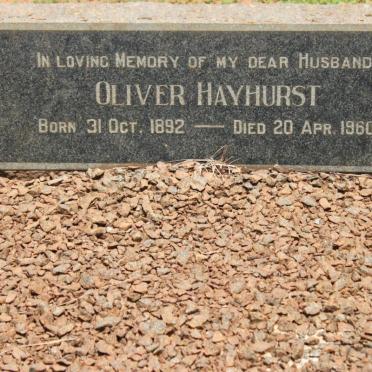 In Loving Memory of my dear Husband
Oliver Hayhurst
Born 31 Oct. 1892 — Died 20 Apr. 1960